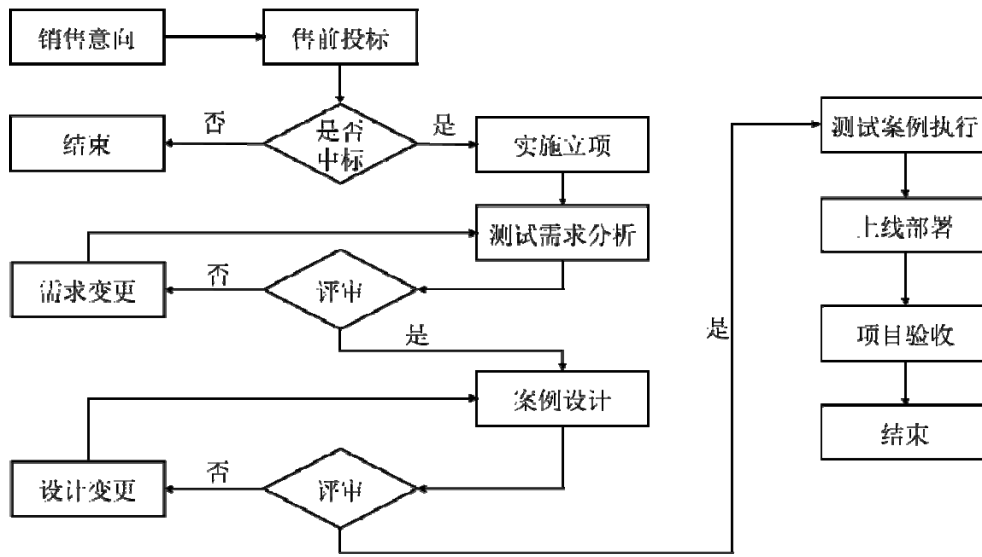 销售意向
售前投标
结束
否
是否
中标
是
实施立项
测试需求分析
需求变更
否
评审
是
案例设计
设计变更
否
评审
是
测试案例执行
上线部署
项目验收
结束